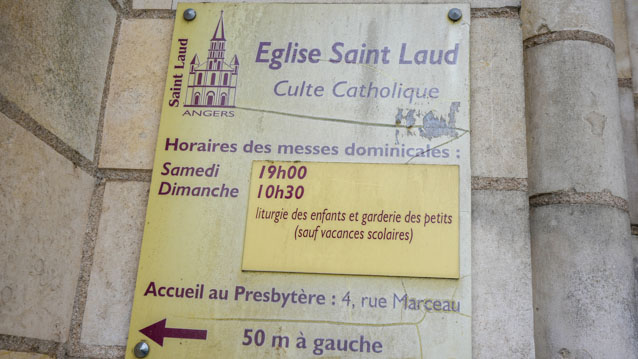 Saint Laud
ANGERS
Eglise Saint Laud
Culte Catholique
Horaires des messes dominicales :
Samedi 19h00
Dimanche 10h30
liturgie des enfants et garderie des petits
(sauf vacances scolaires)
Accueil au Presbytère : 4, rue Marceau
50 m à gauche